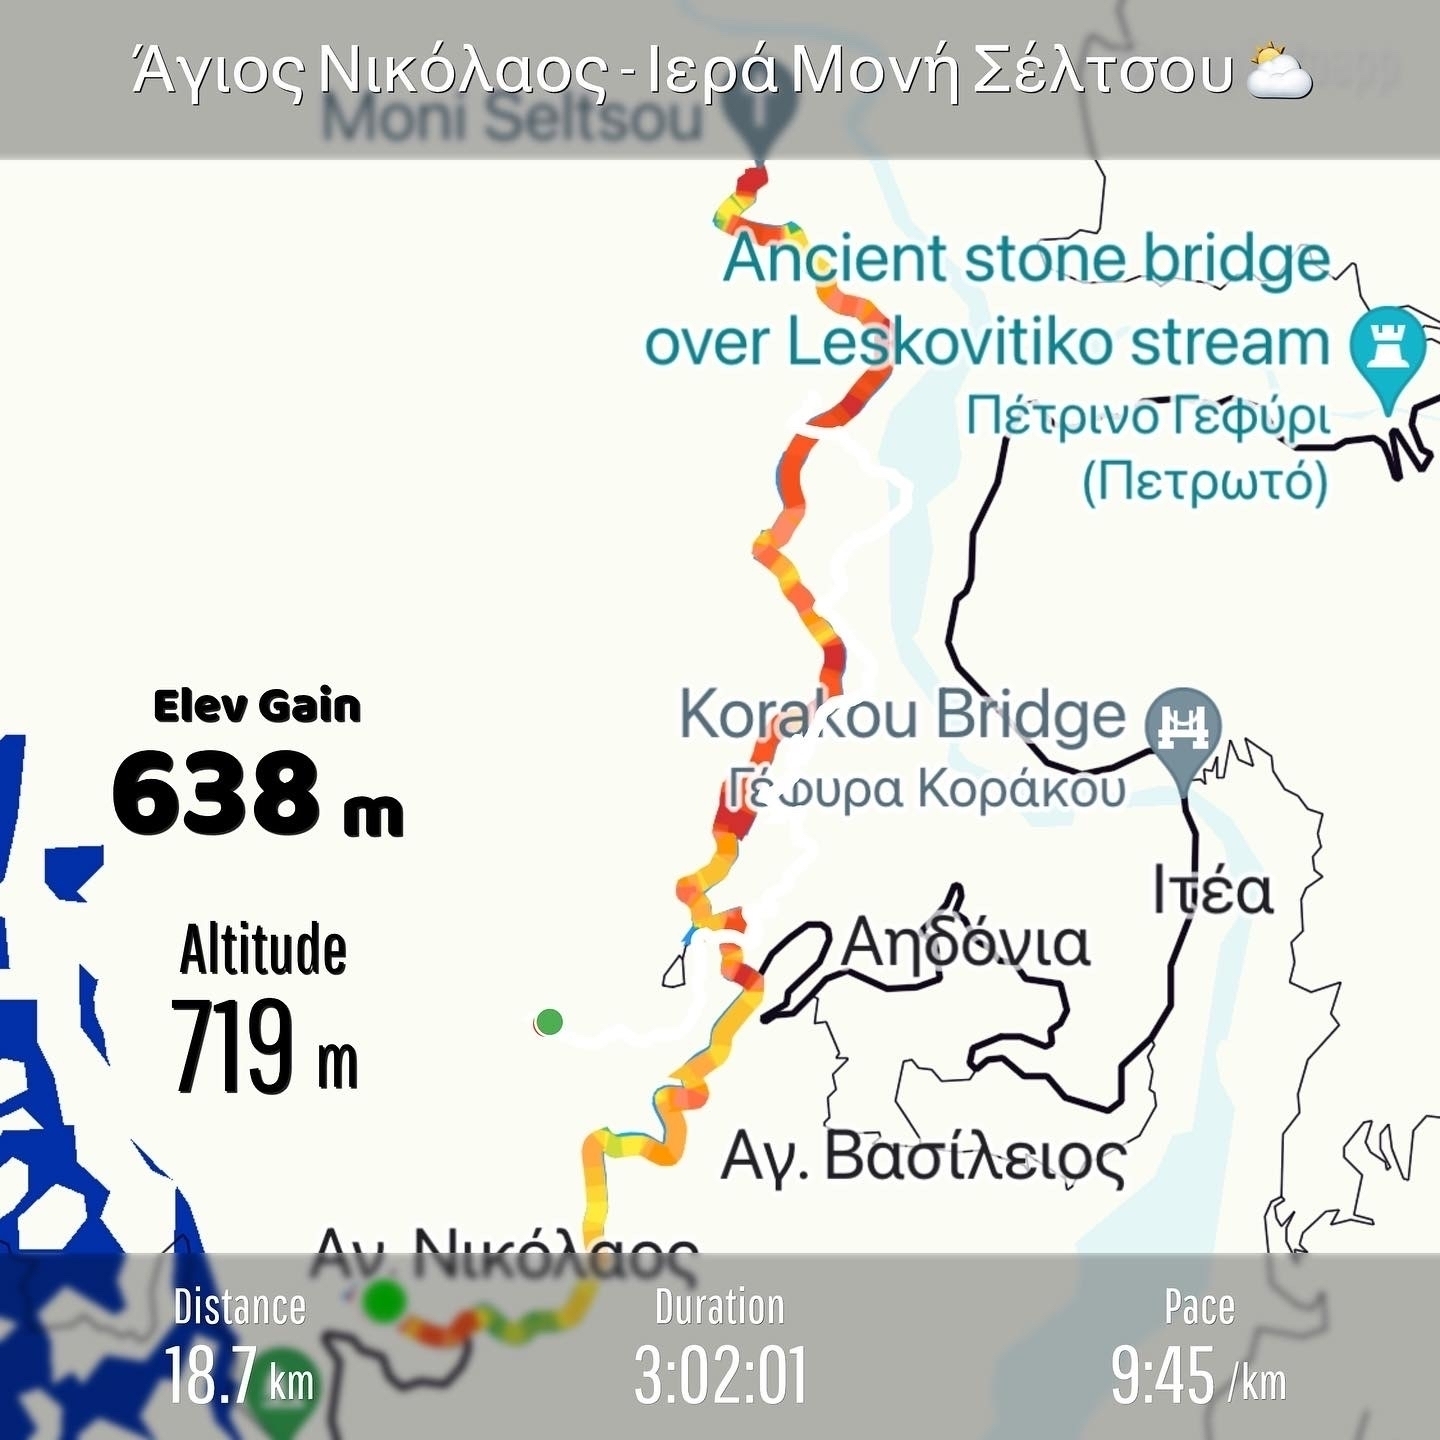 Άγιος Νικόλαος - Ιερά Μονή Σέλτσου
Moni Seltsou
Ancient stone bridge
over Leskovitiko stream
Πέτρινο Γεφύρι
(Πετρωτό)
Korakou Bridge
Γέφυρα Κοράκου
Elev Gain
638 m
Ιτέα
Αηδόνια
Altitude
719 m
Αγ. Βασίλειος
Αγ. Νικόλαος
Distance
18.7 km
Duration
3:02:01
Pace
9:45 /km